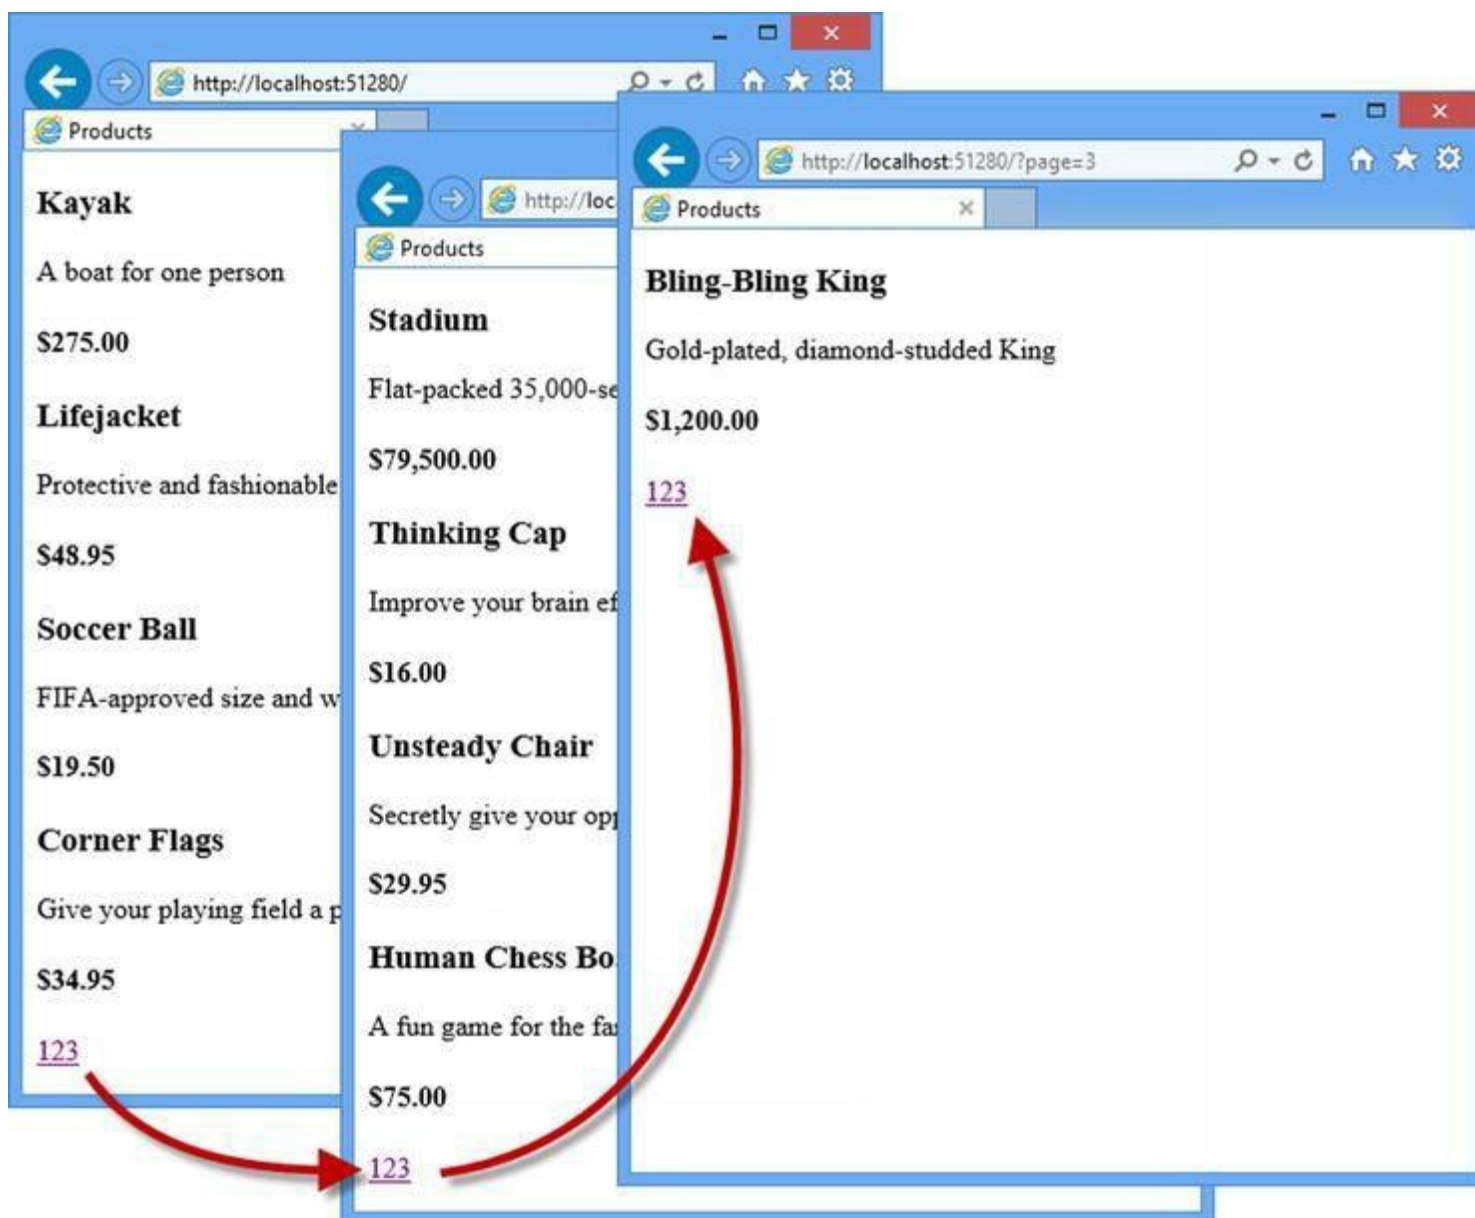 http://localhost:51280/
Products
Kayak
A boat for one person
$275.00
Lifejacket
Protective and fashionable
$48.95
Soccer Ball
FIFA-approved size and
$19.50
Corner Flags
Give your playing field a
$34.95
123
http://loc
Products
Stadium
Flat-packed 35,000-se
$79,500.00
Thinking Cap
Improve your brain ef
$16.00
Unsteady Chair
Secretly give your opp
$29.95
Human Chess Bo
A fun game for the fa
$75.00
123
http://localhost:51280/?page=3
Products
Bling-Bling King
Gold-plated, diamond-studded King
$1,200.00
123